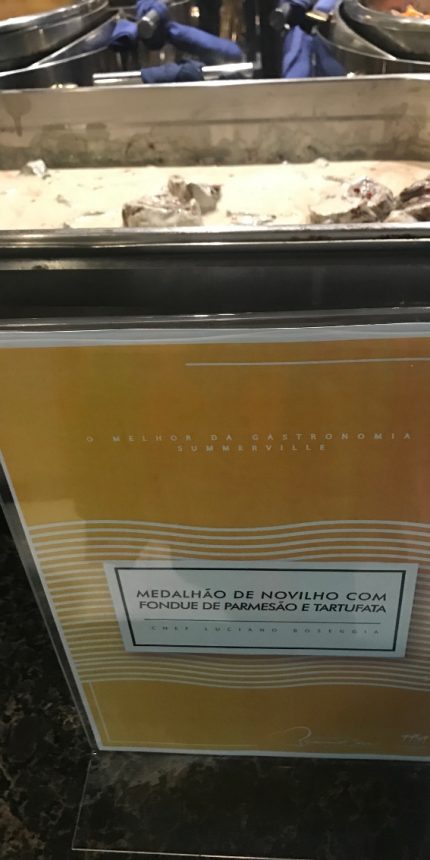 O MELHOR DA GASTRONOMIA
SUMMERVILLE
MEDALHÃO DE NOVILHO COM
FONDUE DE PARMESÃO E TARTUFATA
CHEF LUCIANO BOSEGGIA